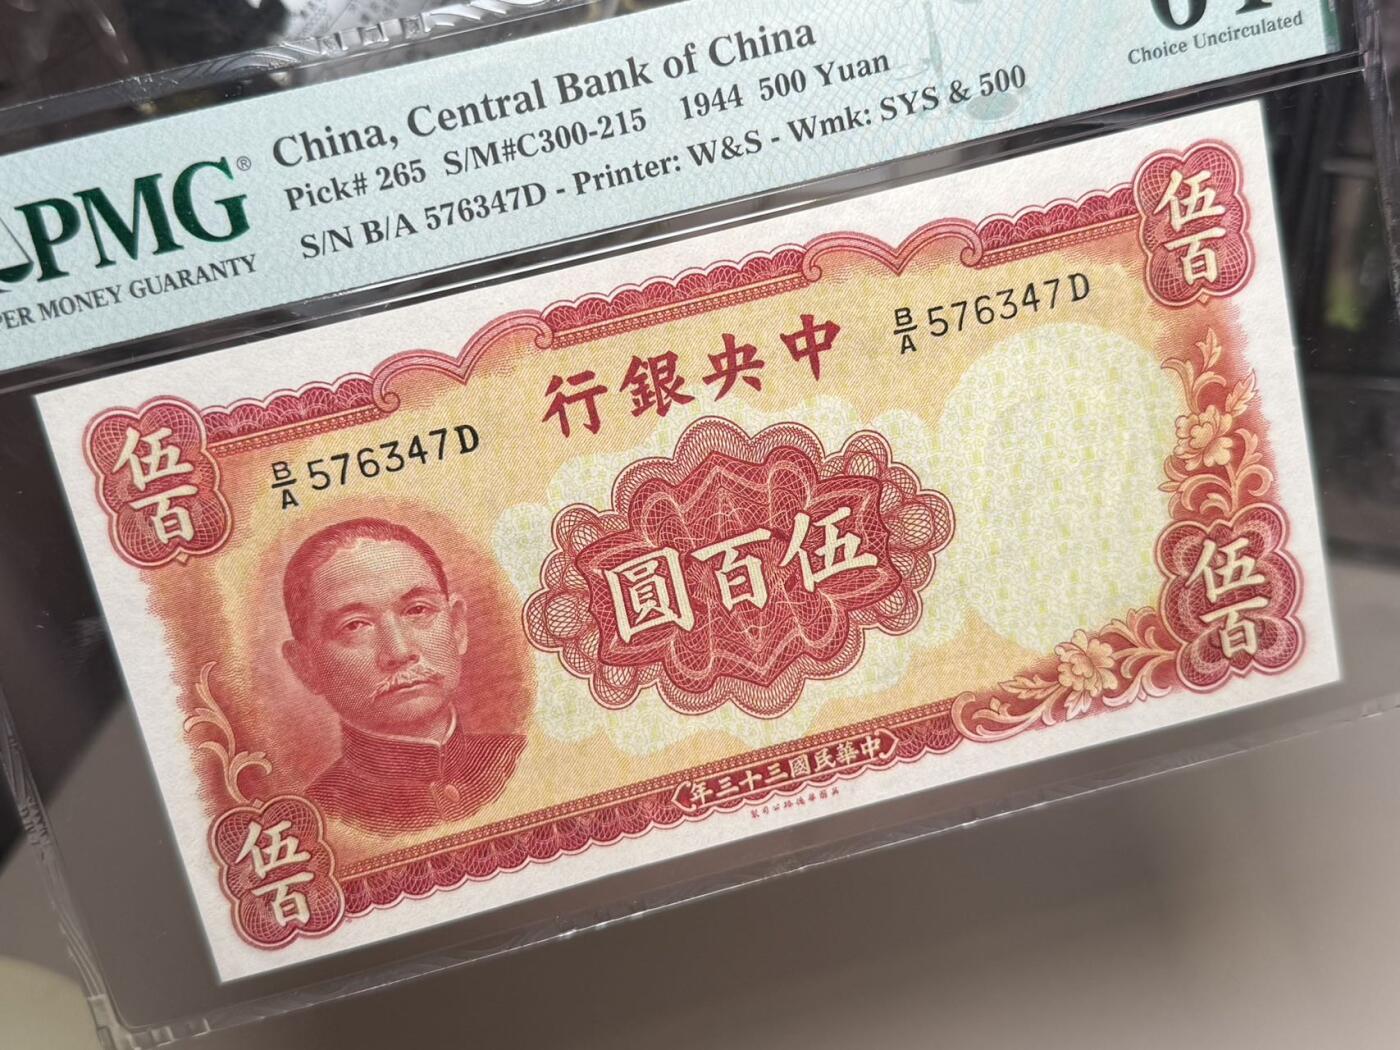 China, Central Bank of China
Pick# 265 S/M#C300-215 1944 500 Yuan
S/N B/A 576347D - Printer: W&S - Wmk: SYS & 500
PMG®
PER MONEY GUARANTY
Choice Uncirculated
伍百
伍百
行銀央中
B/A 576347D
B/A 576347D
圓百伍
伍百
伍百
年三十三國民華中